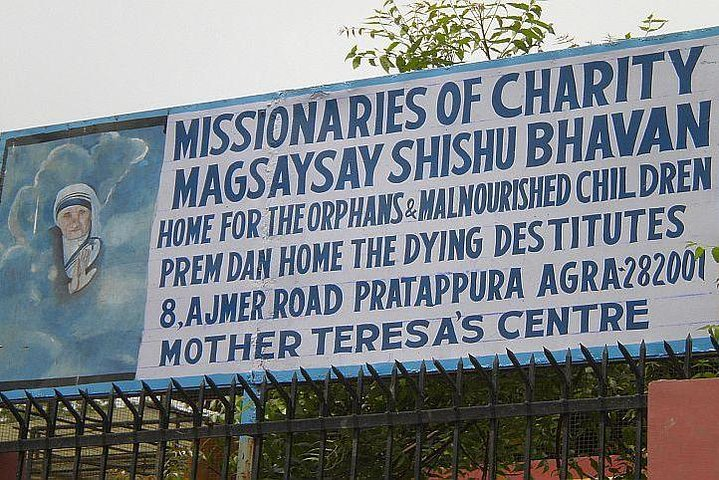 MISSIONARIES OF CHARITY
MAGSAYSAY SHISHU BHAVAN
HOME FOR THE ORPHANS & MALNOURISHED CHILDREN
PREM DAN HOME THE DYING DESTITUTES
8, AJMER ROAD PRATAPPURA AGRA-282001
MOTHER TERESA'S CENTRE